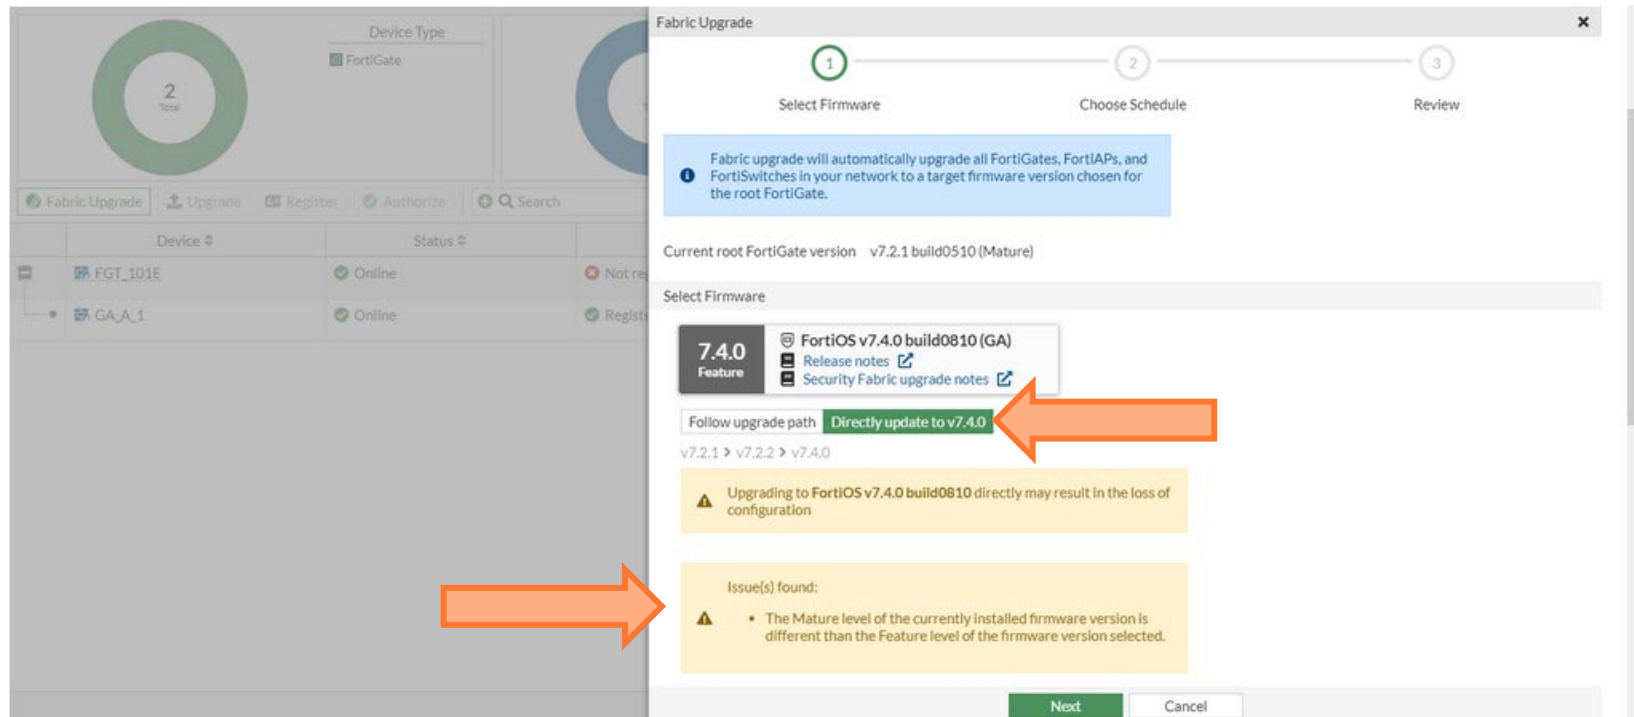 Device Type
FortiGate
2
Total
Fabric Upgrade
Upgrade
Register
Authorize
Search
Device
Status
FGT_101E
Online
Not
GA_A_1
Online
Fabric Upgrade
1
2
3
Select Firmware
Choose Schedule
Review
Fabric upgrade will automatically upgrade all FortiGates, FortiAPs, and
FortiSwitches in your network to a target firmware version chosen for
the root FortiGate.
Current root FortiGate version v7.2.1 build0510 (Mature)
Select Firmware
7.4.0
Feature
FortiOS v7.4.0 build0810 (GA)
Release notes
Security Fabric upgrade notes
Follow upgrade path
Directly update to v7.4.0
v7.2.1 > v7.2.2 > v7.4.0
Upgrading to FortiOS v7.4.0 build0810 directly may result in the loss of
configuration
Issue(s) found:
• The Mature level of the currently installed firmware version is
different than the Feature level of the firmware version selected.
Next
Cancel